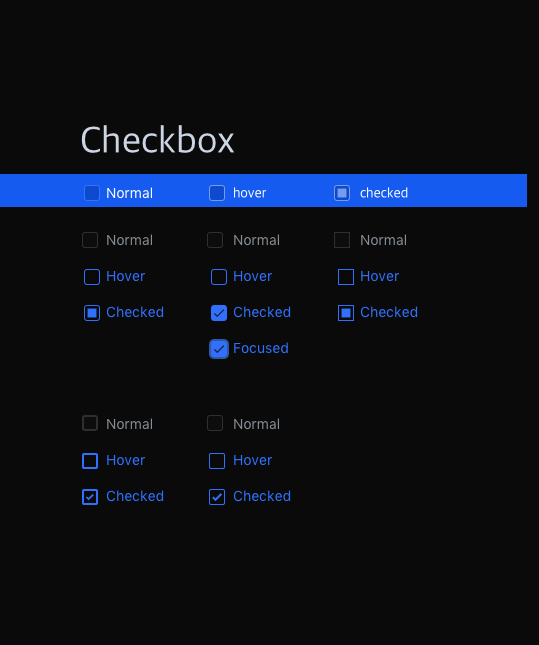 Checkbox
Normal hover checked
Normal Normal Normal
Hover Hover Hover
Checked Checked Checked
Focused
Normal Normal
Hover Hover
Checked Checked